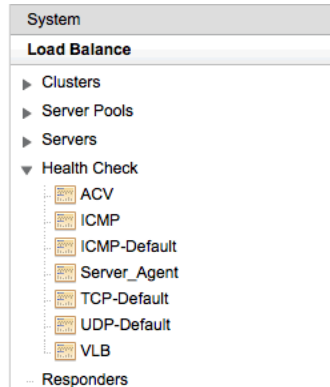 System
Load Balance
Clusters
Server Pools
Servers
Health Check
ACV
ICMP
ICMP-Default
Server_Agent
TCP-Default
UDP-Default
VLB
Responders